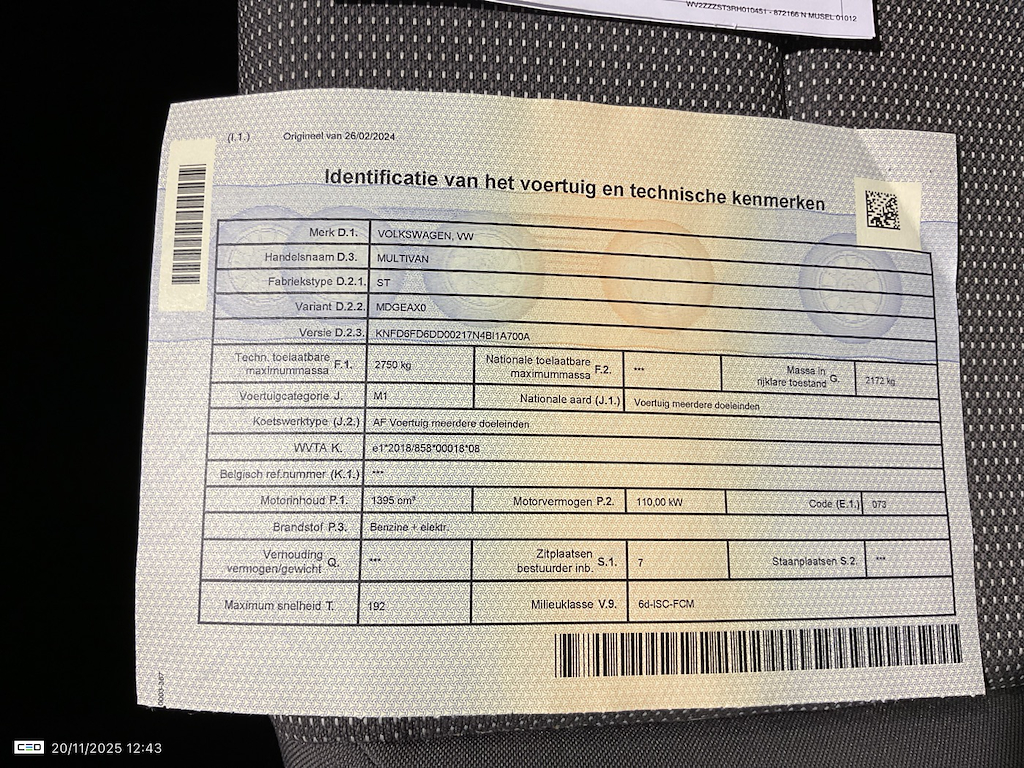 WV2ZZZST3RH010451 - 872166 N MUSEL 01012
(I.1.) Origineel van 26/02/2024
Identificatie van het voertuig en technische kenmerken
Merk D.1. VOLKSWAGEN, VW
Handelsnaam D.3. MULTIVAN
Fabriekstype D.2.1. ST
Variant D.2.2. MDGEAX0
Versie D.2.3. KNFD6FD6DD00217N4BI1A700A
Techn. toelaatbare maximummassa F.1. 2750 kg Nationale toelaatbare maximummassa F.2. *** Massa in rijklare toestand G. 2172 kg
Voertuigcategorie J. M1 Nationale aard (J.1.) Voertuig meerdere doeleinden
Koetswerktype (J.2.) AF Voertuig meerdere doeleinden
WVTA K. e1*2018/858*00018*08
Belgisch ref.nummer (K.1.) ***
Motorinhoud P.1. 1395 cm³ Motorvermogen P.2. 110,00 kW Code (E.1.) 073
Brandstof P.3. Benzine + elektr.
Verhouding vermogen/gewicht Q. *** Zitplaatsen bestuurder inb. S.1. 7 Staanplaatsen S.2. ***
Maximum snelheid T. 192 Milieuklasse V.9. 6d-ISC-FCM
CEO 20/11/2025 12:43